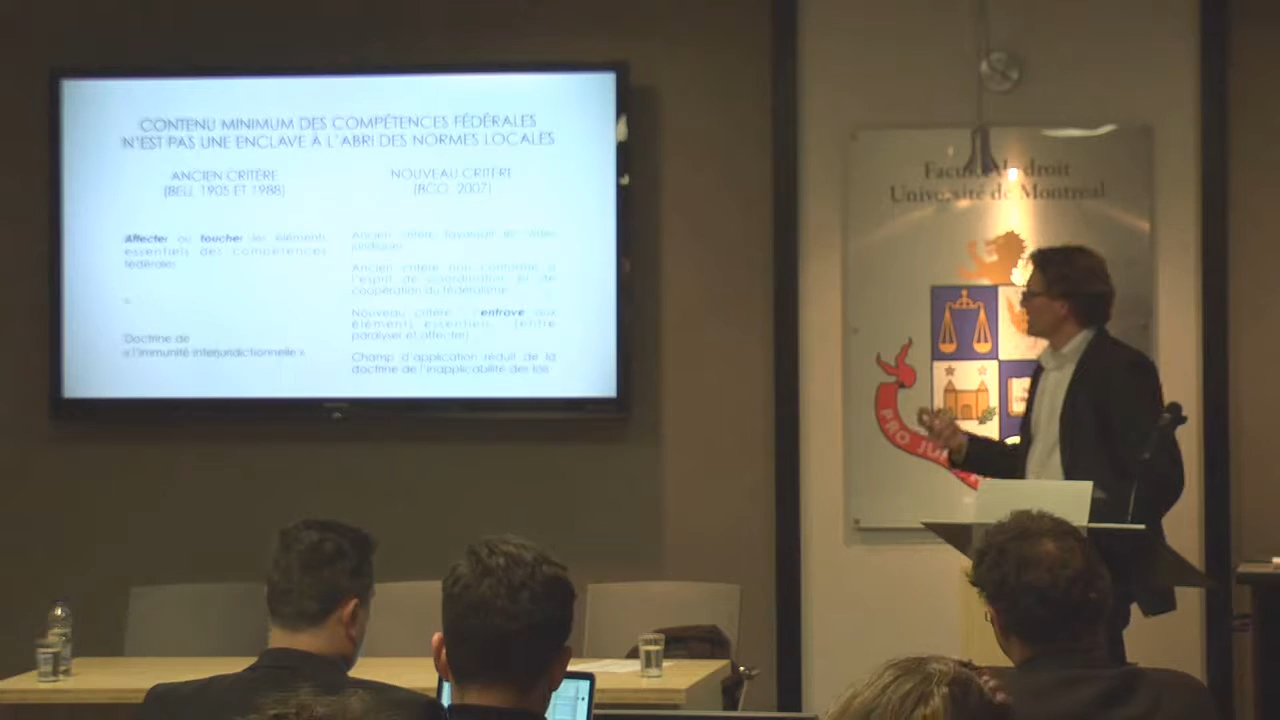 CONTENU MINIMUM DES COMPÉTENCES FÉDÉRALES
N'EST PAS UNE ENCLAVE À L'ABRI DES NORMES LOCALES
ANCIEN CRITÈRE
(BELL 1905 ET 1988)
Affecter ou toucher les éléments
essentiels des compétences
fédérales
=
Doctrine de
« l'immunité interjuridictionnelle »
NOUVEAU CRITÈRE
(BCO 2007)
Ancien critère favorisait les vides
juridiques
Ancien critère non conforme à
l'esprit de coordination et de
coopération du fédéralisme
Nouveau critère : entrave aux
éléments essentiels (entre
paralyser et affecter)
Champ d'application réduit de la
doctrine de l'inapplicabilité des lois
Faculté de droit
Université de Montréal
PRO JU